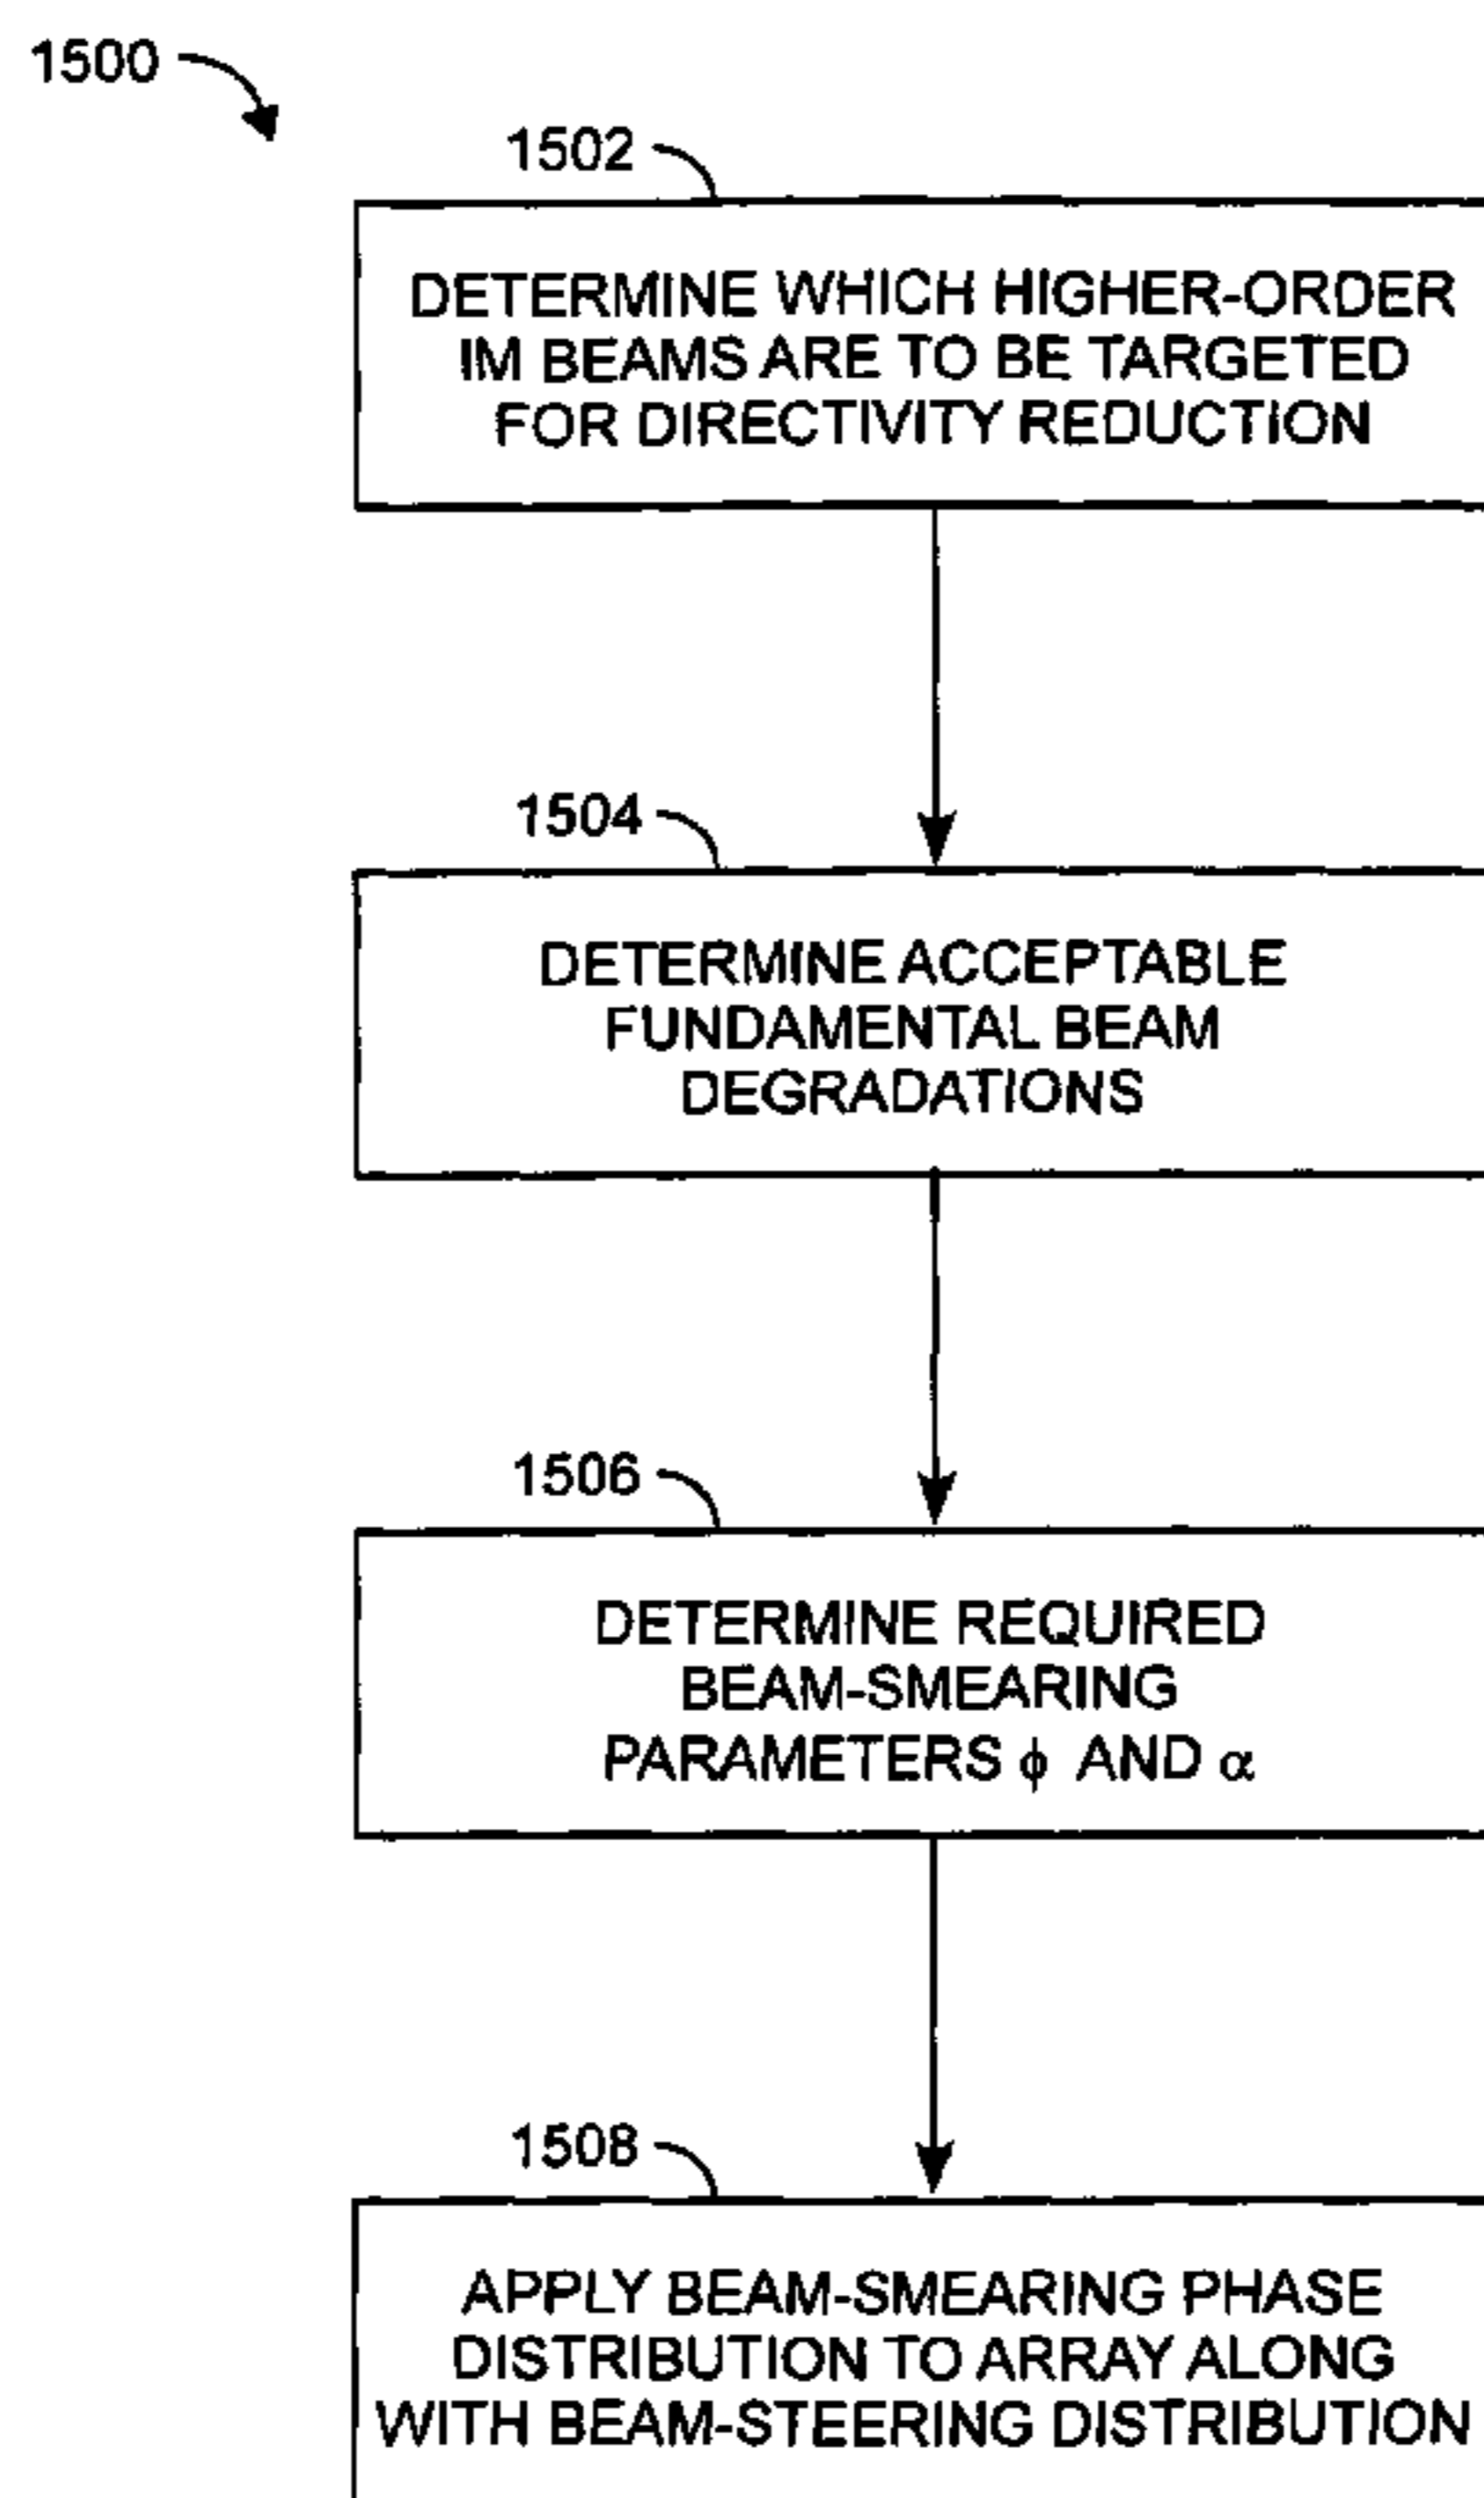 1500
1502
DETERMINE WHICH HIGHER-ORDER
IM BEAMS ARE TO BE TARGETED
FOR DIRECTIVITY REDUCTION
1504
DETERMINE ACCEPTABLE
FUNDAMENTAL BEAM
DEGRADATIONS
1506
DETERMINE REQUIRED
BEAM-SMEARING
PARAMETERS ϕ AND α
1508
APPLY BEAM-SMEARING PHASE
DISTRIBUTION TO ARRAY ALONG
WITH BEAM-STEERING DISTRIBUTION